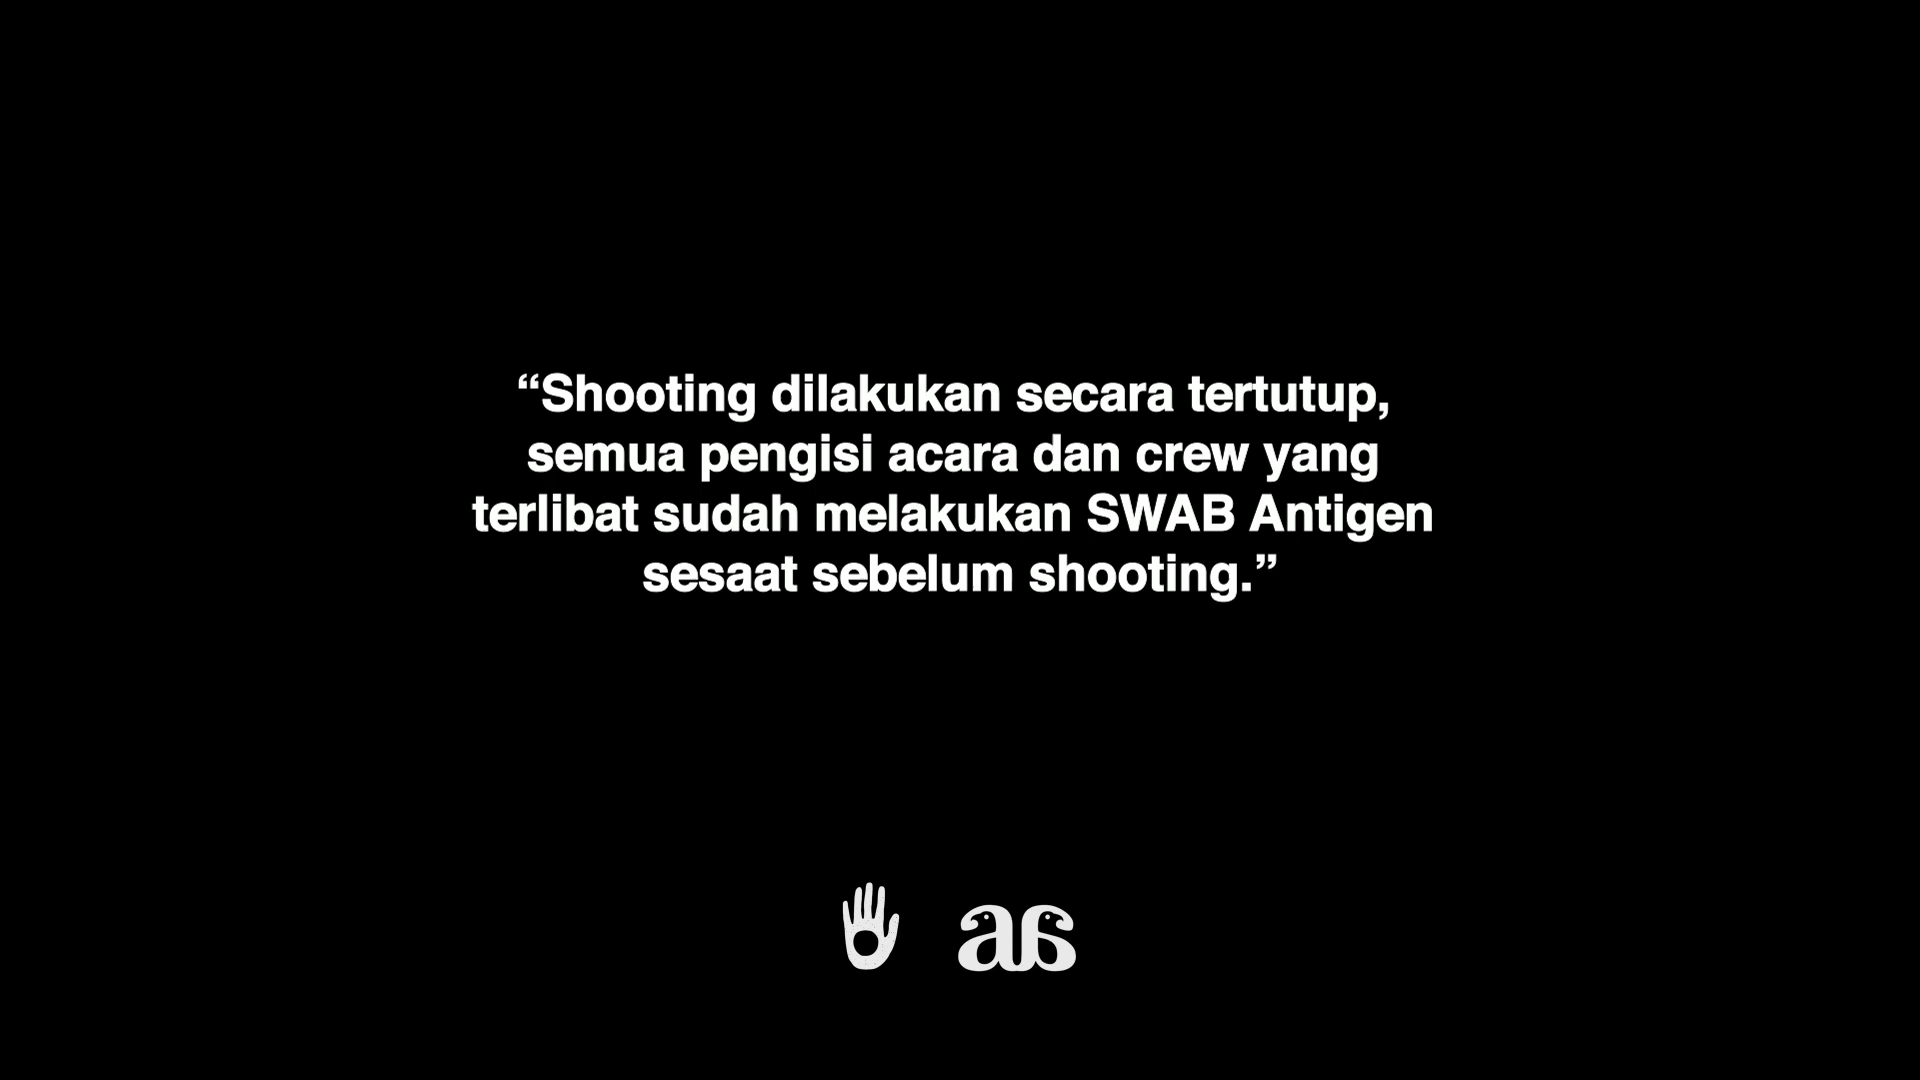 “Shooting dilakukan secara tertutup,
semua pengisi acara dan crew yang
terlibat sudah melakukan SWAB Antigen
sesaat sebelum shooting.”